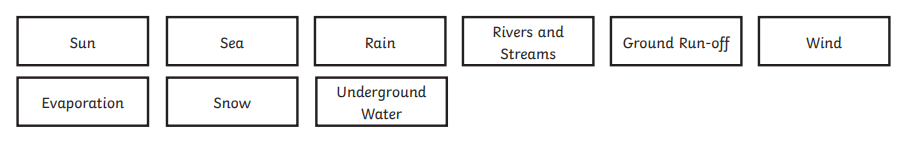 Sun
Sea
Rain
Rivers and
Streams
Ground Run-off
Wind
Evaporation
Snow
Underground
Water